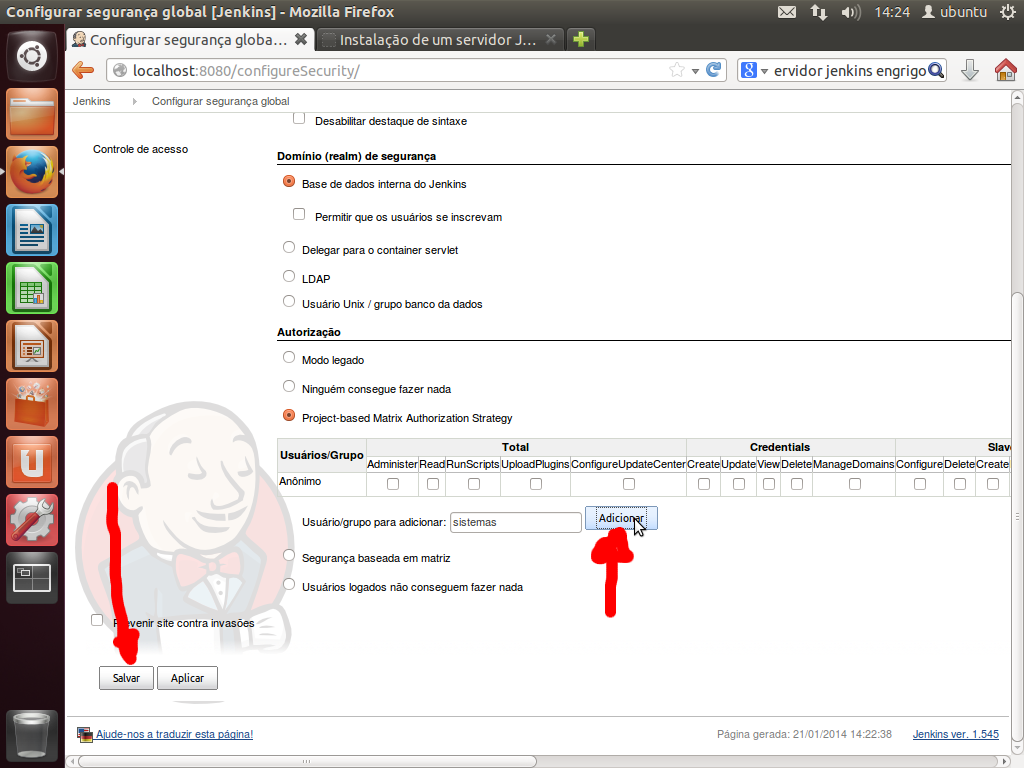 Configurar segurança global [Jenkins] - Mozilla Firefox
14:24
ubuntu
Configurar segurança globa...
Instalação de um servidor J...
localhost:8080/configureSecurity/
ervidor jenkins engrigo
Jenkins
Configurar segurança global
Desabilitar destaque de sintaxe
Controle de acesso
Domínio (realm) de segurança
Base de dados interna do Jenkins
Permitir que os usuários se inscrevam
Delegar para o container servlet
LDAP
Usuário Unix / grupo banco da dados
Autorização
Modo legado
Ninguém consegue fazer nada
Project-based Matrix Authorization Strategy
Usuários/Grupo
Total
Credentials
Slav
Administer Read RunScripts UploadPlugins ConfigureUpdateCenter Create Update View Delete ManageDomains Configure Delete Create
Anônimo
Usuário/grupo para adicionar: sistemas Adicionar
Segurança baseada em matriz
Usuários logados não conseguem fazer nada
Prevenir site contra invasões
Salvar
Aplicar
Ajude-nos a traduzir esta página!
Página gerada: 21/01/2014 14:22:38
Jenkins ver. 1.545